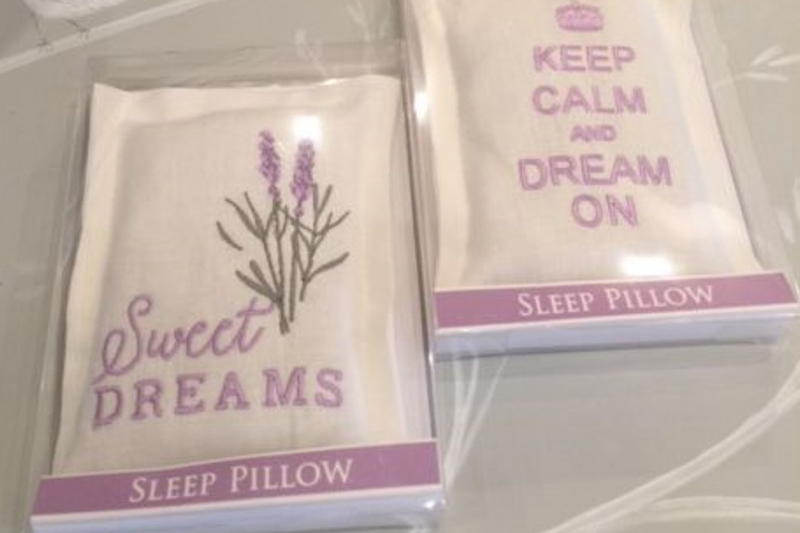 Sweet
DREAMS
SLEEP PILLOW
KEEP
CALM
AND
DREAM
ON
SLEEP PILLOW